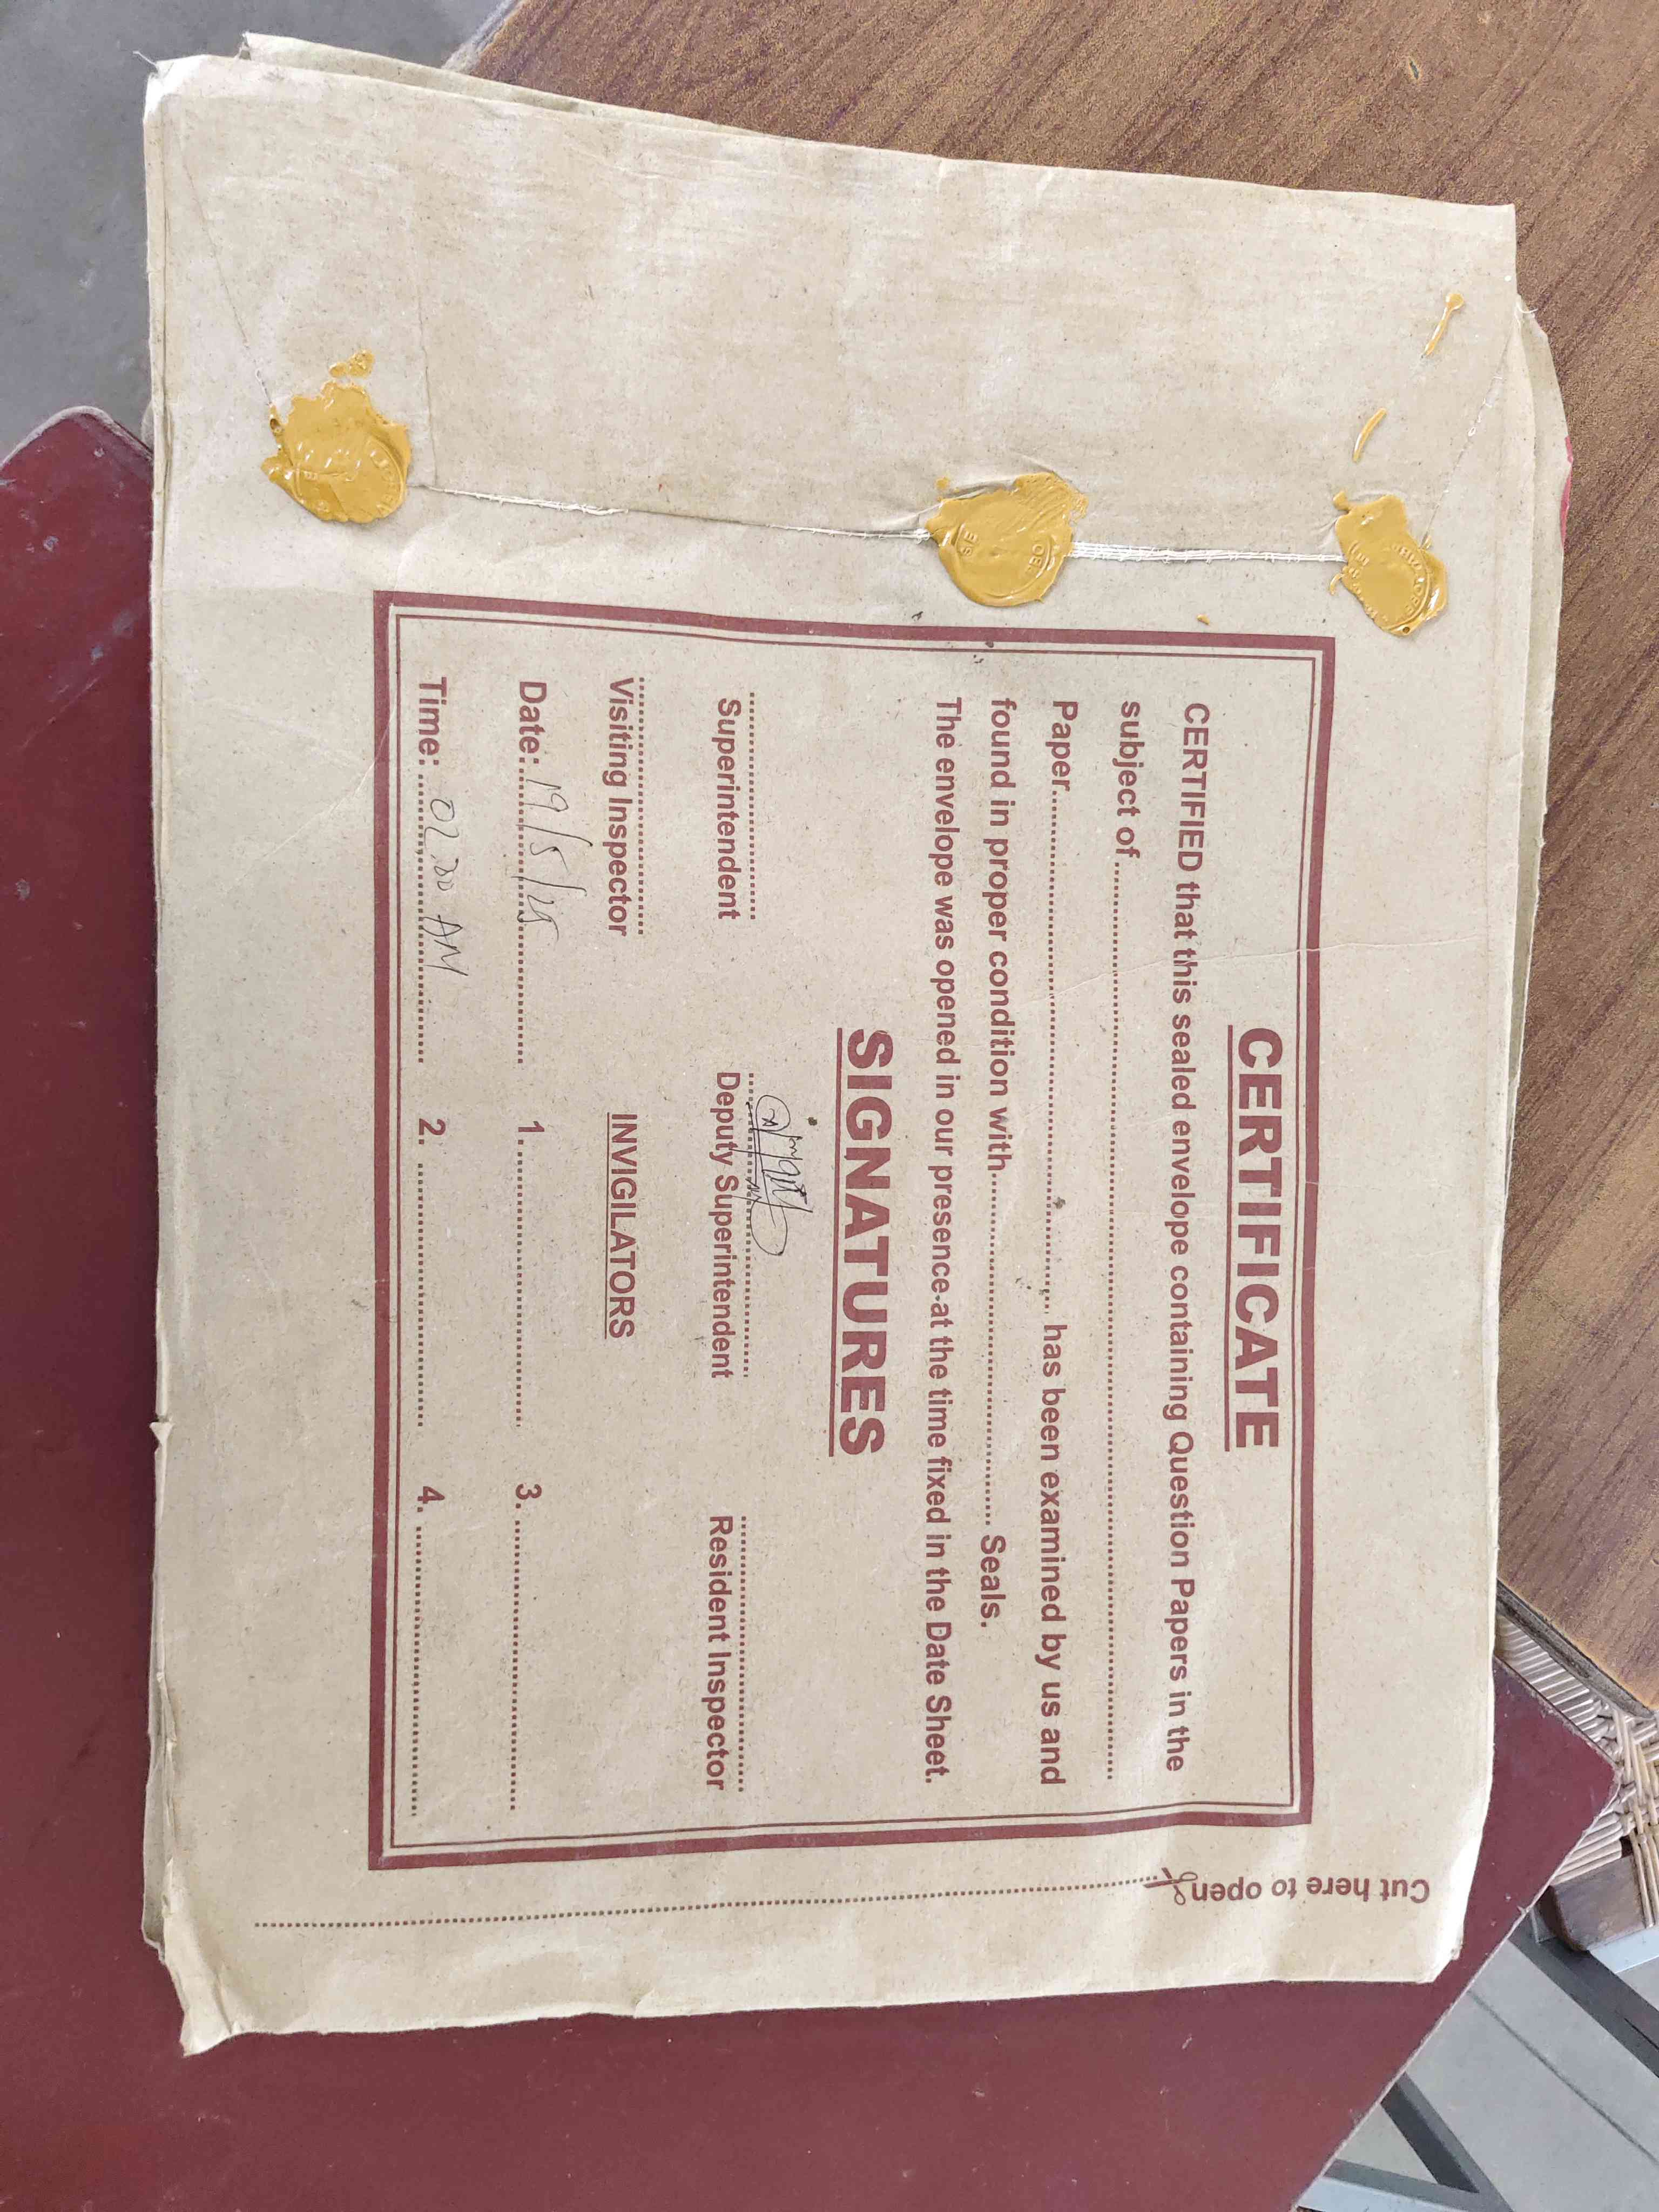 CERTIFICATE
CERTIFIED that this sealed envelope containing Question Papers in the
subject of ........................................................
Paper........................................ has been examined by us and
found in proper condition with........................................ Seals.
The envelope was opened in our presence at the time fixed in the Date Sheet.
SIGNATURES
Superintendent Deputy Superintendent Resident Inspector
Visiting Inspector INVIGILATORS
Date: 19/5/25 1. 3.
Time: 02.30 AM 2. 4.
Cut here to open